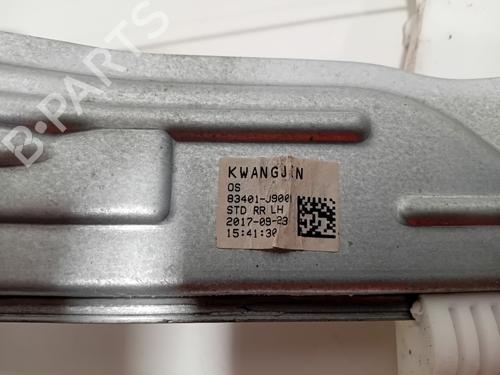 B-PARTS
KWANGJIN
OS
83401-J900
STD RR LH
2017-09-23
15:41:30